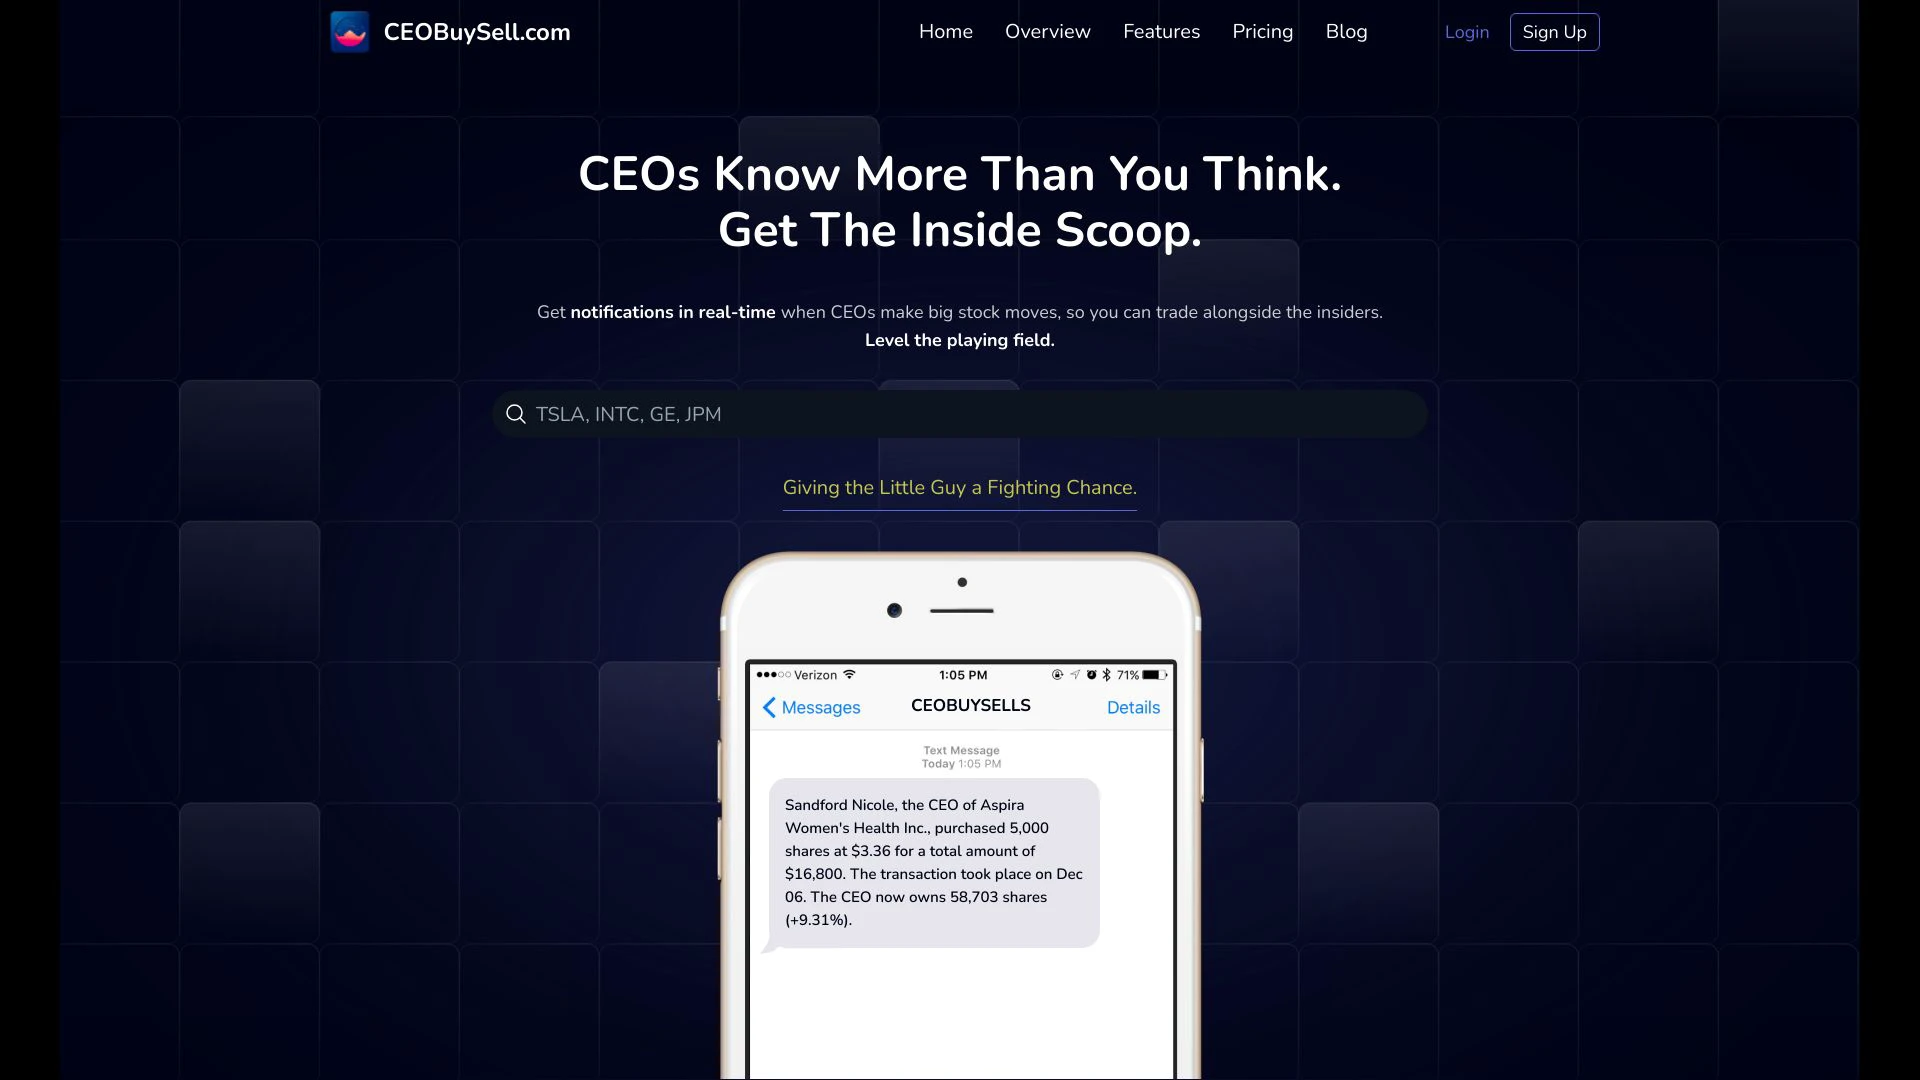 CEOBuySell.com
Home Overview Features Pricing Blog Login Sign Up
CEOs Know More Than You Think.
Get The Inside Scoop.
Get notifications in real-time when CEOs make big stock moves, so you can trade alongside the insiders.
Level the playing field.
TSLA, INTC, GE, JPM
Giving the Little Guy a Fighting Chance.
Verizon 1:05 PM 71%
Messages CEOBUYSELLS Details
Text Message
Today 1:05 PM
Sandford Nicole, the CEO of Aspira
Women's Health Inc., purchased 5,000
shares at $3.36 for a total amount of
$16,800. The transaction took place on Dec
06. The CEO now owns 58,703 shares
(+9.31%).